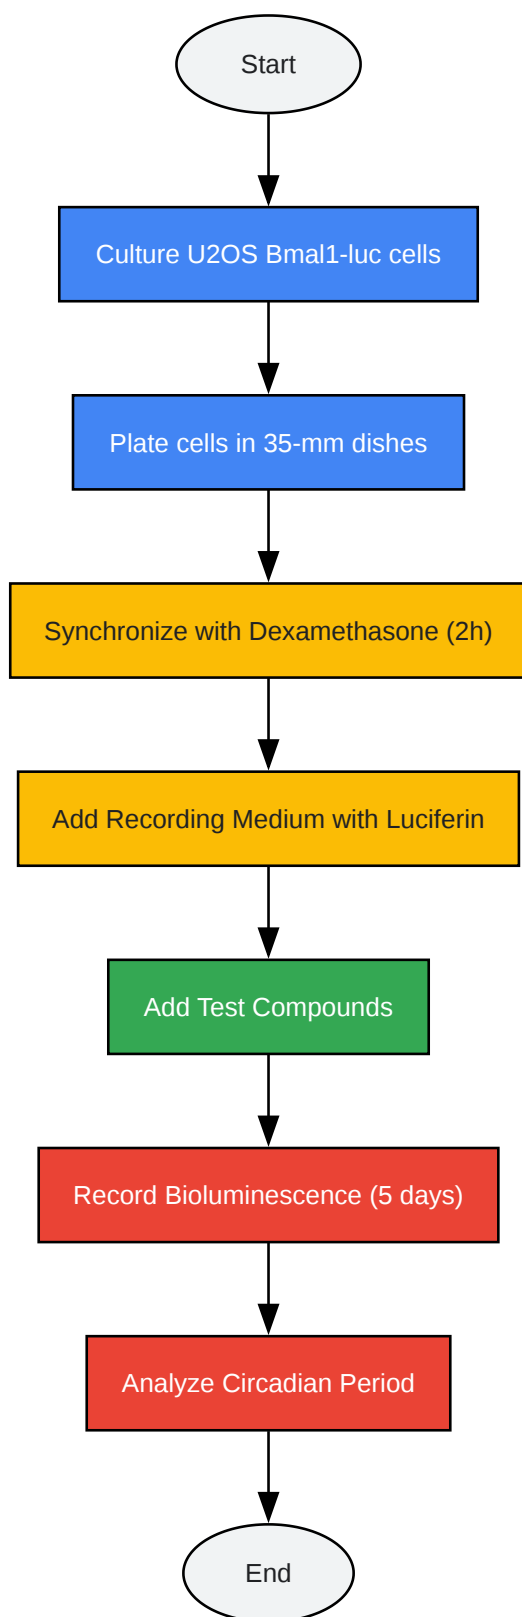 Start
Culture U2OS Bmal1-luc cells
Plate cells in 35-mm dishes
Synchronize with Dexamethasone (2h)
Add Recording Medium with Luciferin
Add Test Compounds
Record Bioluminescence (5 days)
Analyze Circadian Period
End